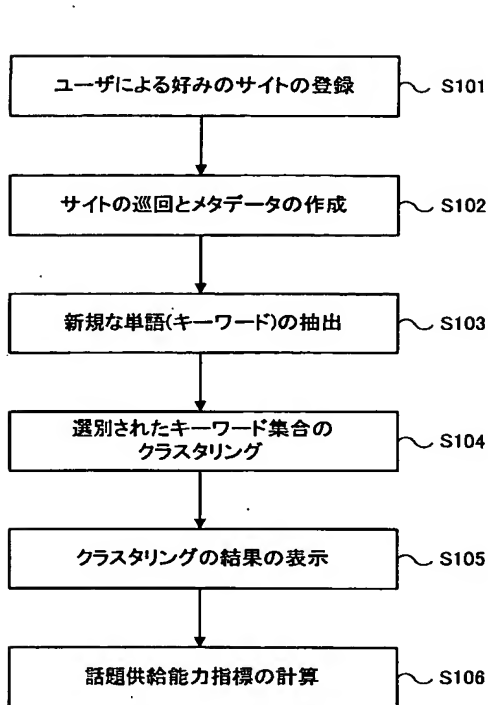 ユーザによる好みのサイトの登録 S101
サイトの巡回とメタデータの作成 S102
新規な単語(キーワード)の抽出 S103
選別されたキーワード集合の
クラスタリング S104
クラスタリングの結果の表示 S105
話題供給能力指標の計算 S106